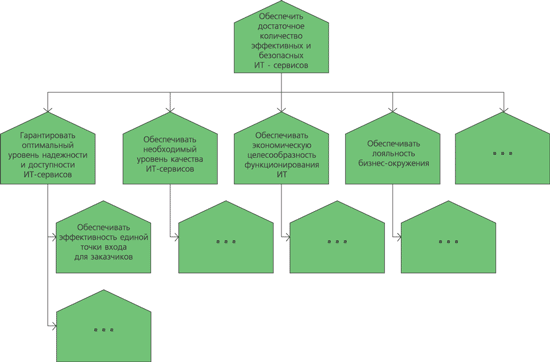 Обеспечить
достаточное
количество
эффективных и
безопасных
ИТ - сервисов
Гарантировать
оптимальный
уровень надежности
и доступности
ИТ-сервисов
Обеспечивать
необходимый
уровень качества
ИТ-сервисов
Обеспечивать
экономическую
целесообразность
функционирования
ИТ
Обеспечивать
лояльность
бизнес-окружения
...
Обеспечивать
эффективность единой
точки входа
для заказчиков
...
...
...
...